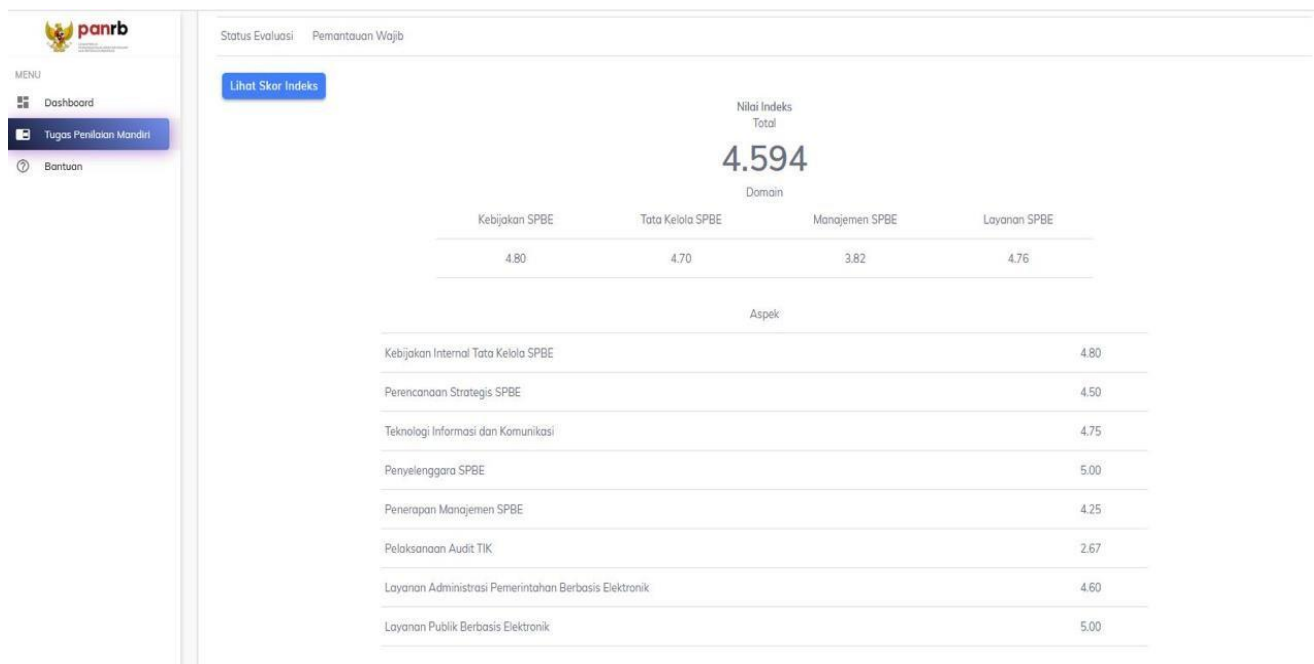 panrb
Status Evaluasi Pemantauan Wajib
MENU
Dashboard
Tugas Penilaian Mandiri
Bantuan
Lihat Skor Indeks
Nilai Indeks
Total
4.594
Domain
Kebijakan SPBE Tata Kelola SPBE Manajemen SPBE Layanan SPBE
4.80 4.70 3.82 4.76
Aspek
Kebijakan Internal Tata Kelola SPBE 4.80
Perencanaan Strategis SPBE 4.50
Teknologi Informasi dan Komunikasi 4.75
Penyelenggara SPBE 5.00
Penerapan Manajemen SPBE 4.25
Pelaksanaan Audit TIK 2.67
Layanan Administrasi Pemerintahan Berbasis Elektronik 4.60
Layanan Publik Berbasis Elektronik 5.00